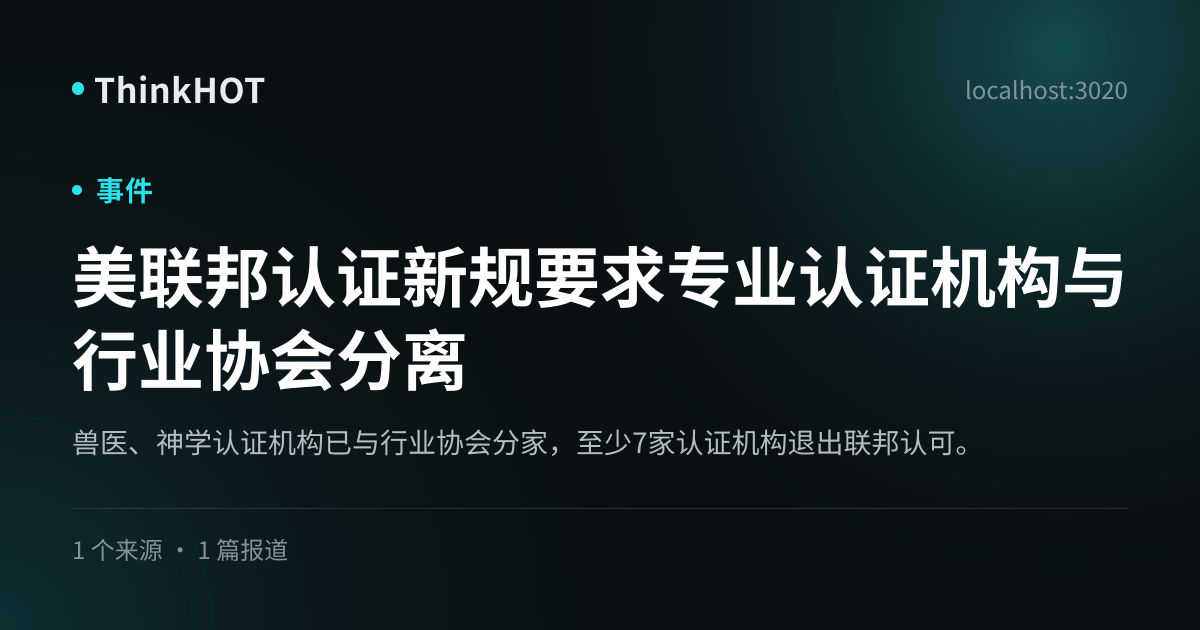 ThinkHOT
localhost:3020
事件
美联邦认证新规要求专业认证机构与
行业协会分离
兽医、神学认证机构已与行业协会分家，至少7家认证机构退出联邦认可。
1 个来源 · 1 篇报道